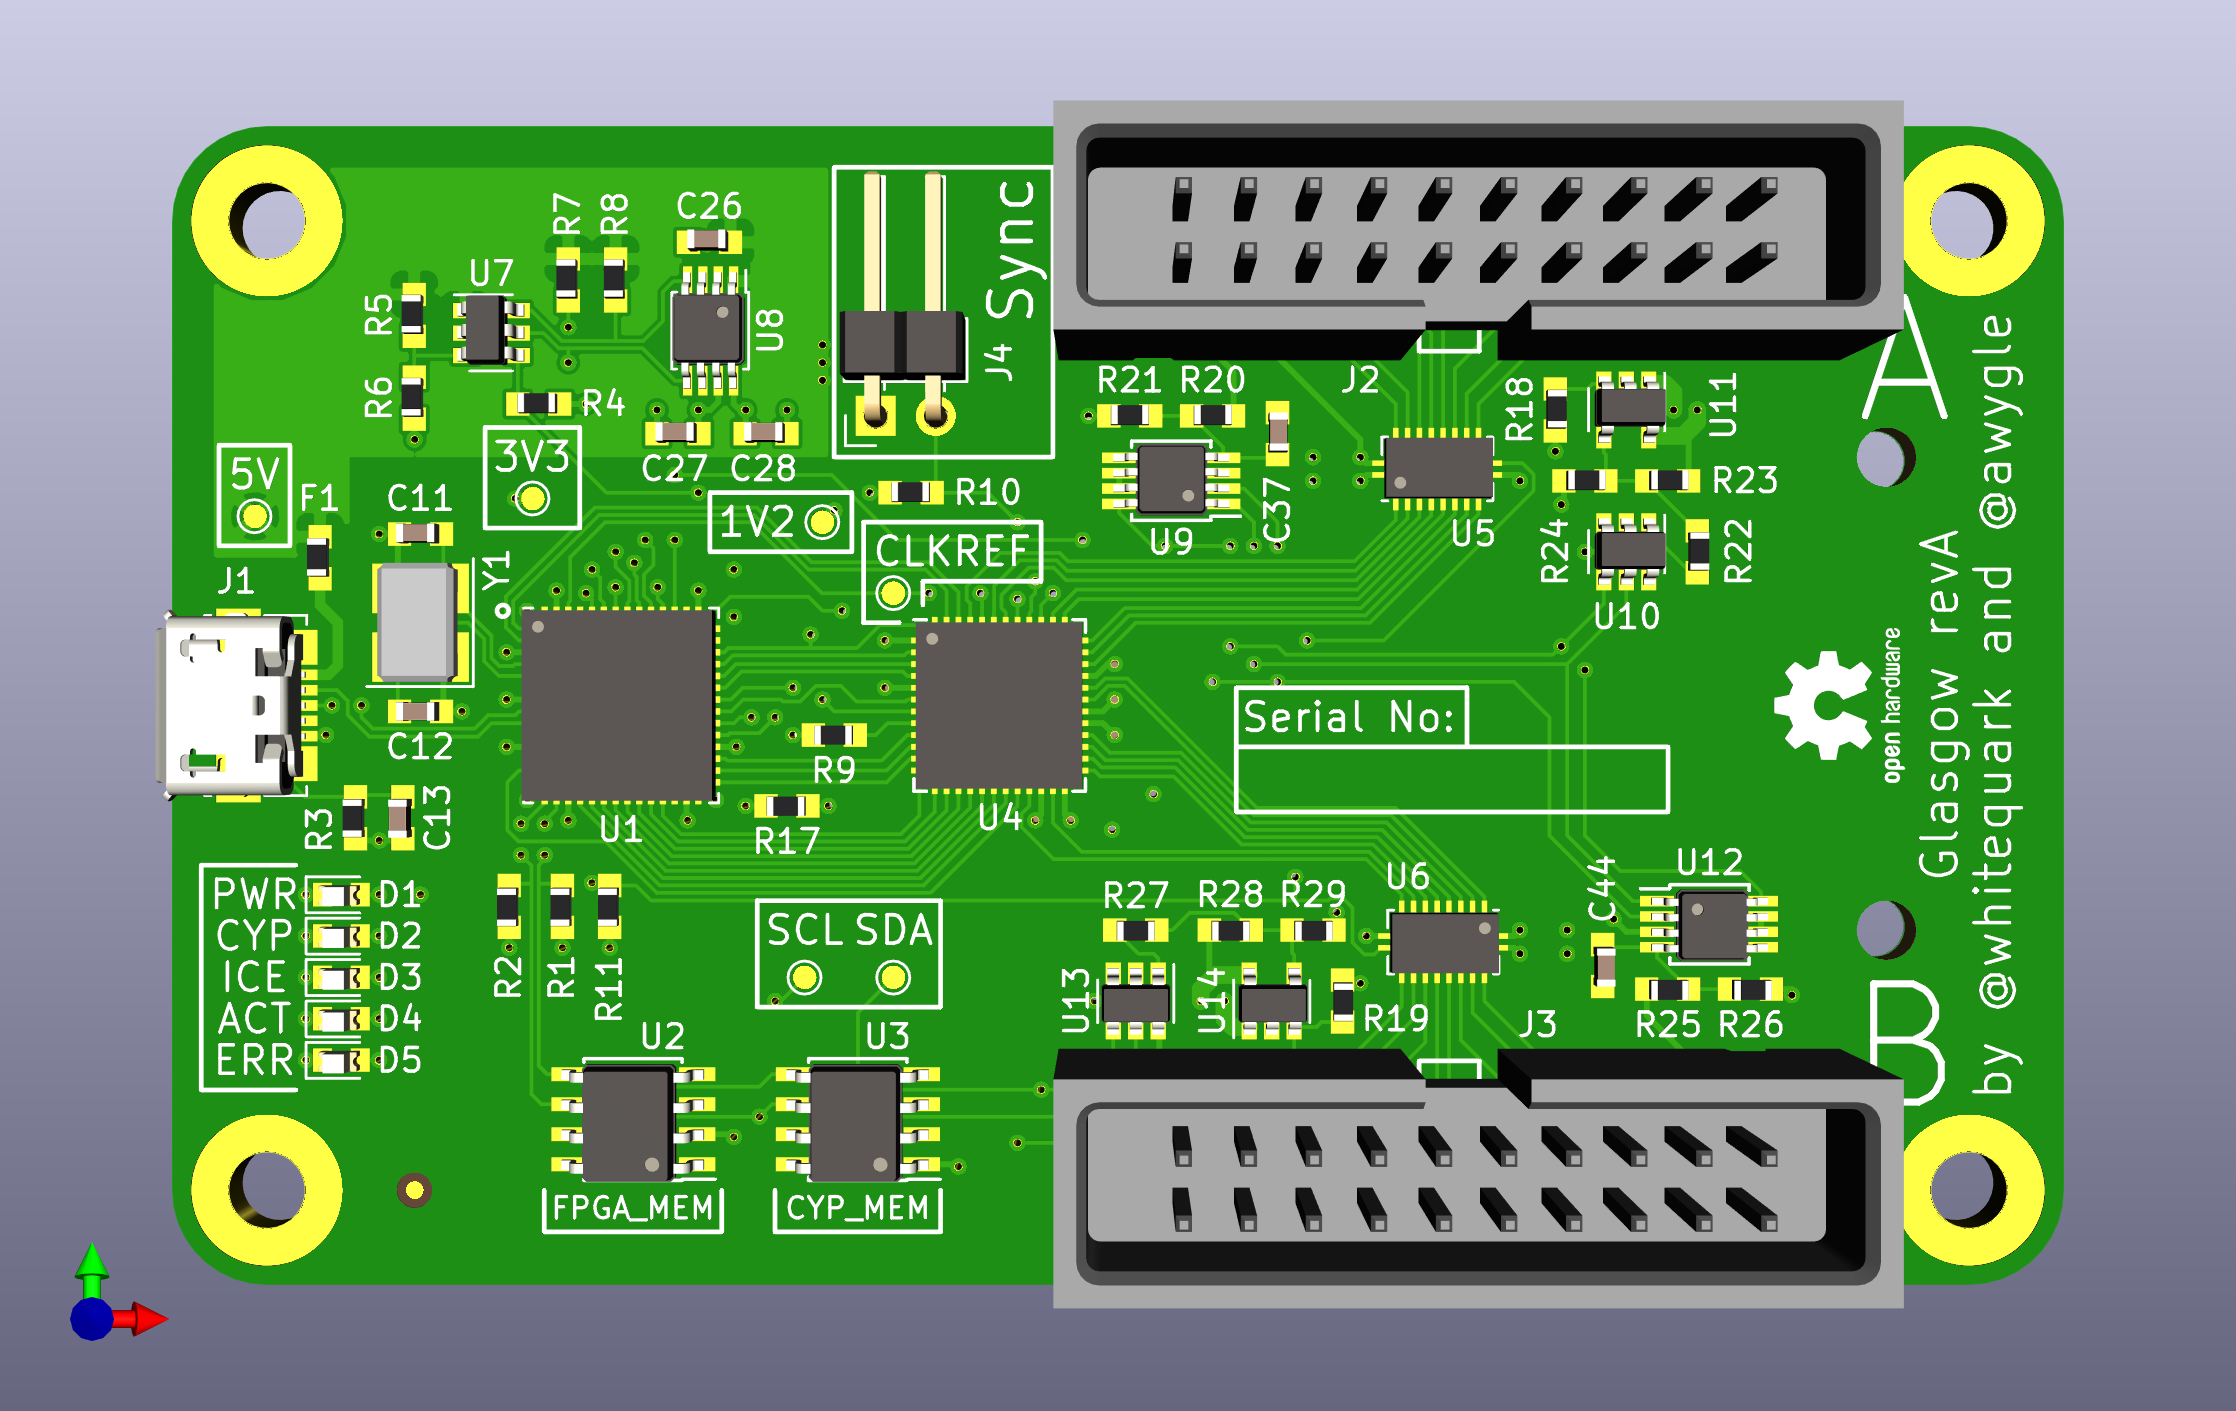 R7
R8
C26
Sync
U7
R5
U8
J4
R6
R4
R21
R20
J2
R18
U11
A
3V3
C27
C28
5V
F1
C11
R10
1V2
C37
U5
R23
CLKREF
U9
R24
R22
J1
Y1
U10
Serial No:
open hardware
Glasgow revA
by @whitequark and @awygle
C12
R9
R3
C13
U1
R17
U4
U12
C44
PWR D1
CYP D2
ICE D3
ACT D4
ERR D5
R27
R28
R29
U6
SCL SDA
R2
R1
R11
U13
U14
R19
J3
R25
R26
B
U2
U3
FPGA_MEM
CYP_MEM